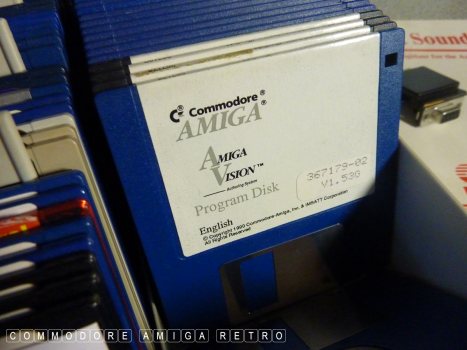 Commodore®
AMIGA®
AMIGA
VISION™
Authoring System
Program Disk
367179-02
V1.53G
English
© Copyright 1990 Commodore-Amiga, Inc & IMSATT Corporation
All Rights Reserved
Sound
COMMODORE AMIGA RETRO